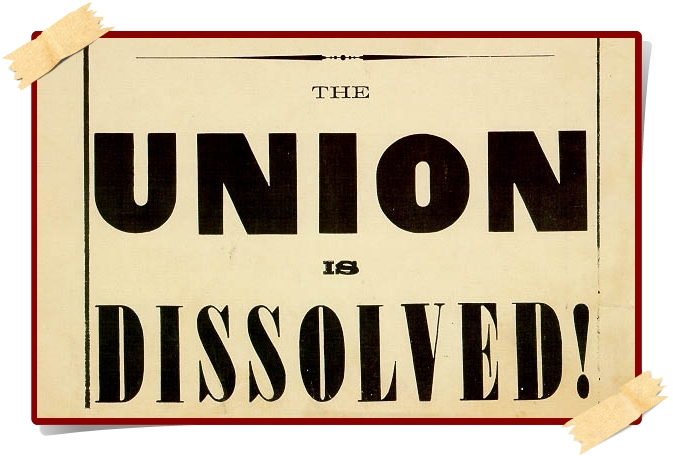 THE
UNION
IS
DISSOLVED!